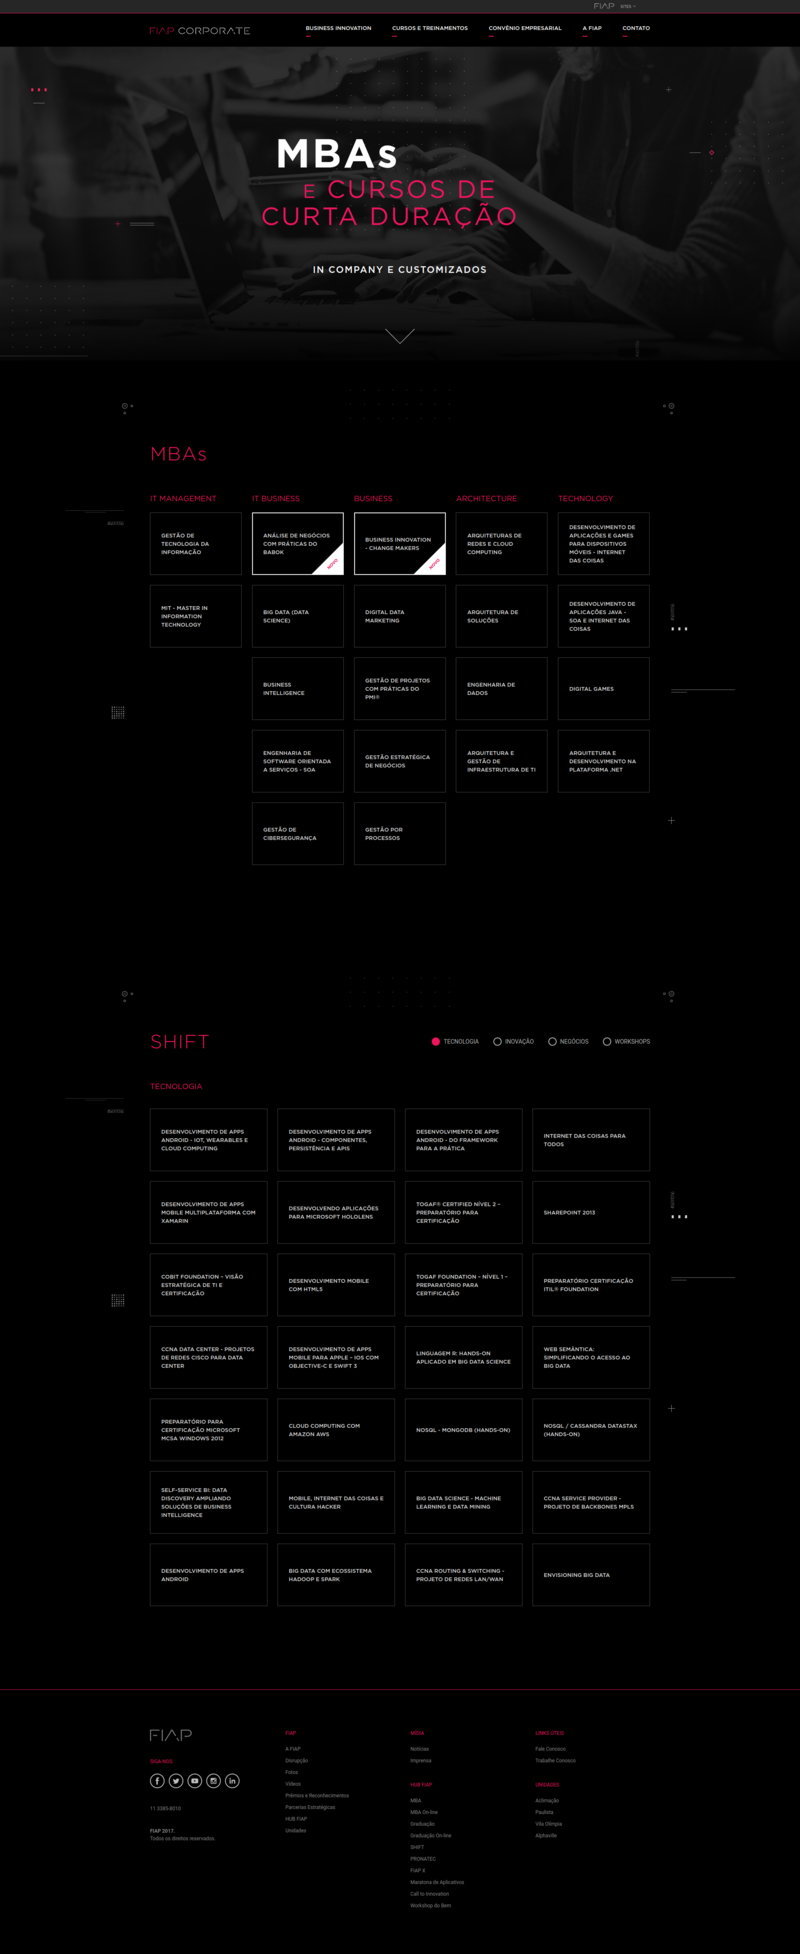 FIAP
FIAP CORPORATE
BUSINESS INNOVATION
CURSOS E TREINAMENTOS
CONVÊNIO EMPRESARIAL
A FIAP
CONTATO
MBAs
E CURSOS DE
CURTA DURAÇÃO
IN COMPANY E CUSTOMIZADOS
MBAs
IT MANAGEMENT
IT BUSINESS
BUSINESS
ARCHITECTURE
TECHNOLOGY
GESTÃO DE
TECNOLOGIA DA
INFORMAÇÃO
ANÁLISE DE NEGÓCIOS
COM PRÁTICAS DO
BABOK
NOVO
BUSINESS INNOVATION
- CHANGE MAKERS
NOVO
ARQUITETURAS DE
REDES E CLOUD
COMPUTING
DESENVOLVIMENTO DE
APLICAÇÕES E GAMES
PARA DISPOSITIVOS
MÓVEIS - INTERNET
DAS COISAS
MIT - MASTER IN
INFORMATION
TECHNOLOGY
BIG DATA (DATA
SCIENCE)
DIGITAL DATA
MARKETING
ARQUITETURA DE
SOLUÇÕES
DESENVOLVIMENTO DE
APLICAÇÕES JAVA -
SOA E INTERNET DAS
COISAS
BUSINESS
INTELLIGENCE
GESTÃO DE PROJETOS
COM PRÁTICAS DO
PMI®
ENGENHARIA DE
DADOS
DIGITAL GAMES
ENGENHARIA DE
SOFTWARE ORIENTADA
A SERVIÇOS - SOA
GESTÃO ESTRATÉGICA
DE NEGÓCIOS
ARQUITETURA E
GESTÃO DE
INFRAESTRUTURA DE TI
ARQUITETURA E
DESENVOLVIMENTO NA
PLATAFORMA .NET
GESTÃO DE
CIBERSEGURANÇA
GESTÃO POR
PROCESSOS
SHIFT
TECNOLOGIA
INOVAÇÃO
NEGÓCIOS
WORKSHOPS
TECNOLOGIA
DESENVOLVIMENTO DE APPS
ANDROID - IOT, WEARABLES E
CLOUD COMPUTING
DESENVOLVIMENTO DE APPS
ANDROID - COMPONENTES,
PERSISTÊNCIA E APIS
DESENVOLVIMENTO DE APPS
ANDROID - DO FRAMEWORK
PARA A PRÁTICA
INTERNET DAS COISAS PARA
TODOS
DESENVOLVIMENTO DE APPS
MOBILE MULTIPLATAFORMA COM
XAMARIN
DESENVOLVENDO APLICAÇÕES
PARA MICROSOFT HOLOLENS
TOGAF® CERTIFIED NÍVEL 2 –
PREPARATÓRIO PARA
CERTIFICAÇÃO
SHAREPOINT 2013
COBIT FOUNDATION – VISÃO
ESTRATÉGICA DE TI E
CERTIFICAÇÃO
DESENVOLVIMENTO MOBILE
COM HTML5
TOGAF FOUNDATION – NÍVEL 1 –
PREPARATÓRIO PARA
CERTIFICAÇÃO
PREPARATÓRIO CERTIFICAÇÃO
ITIL® FOUNDATION
CCNA DATA CENTER - PROJETOS
DE REDES CISCO PARA DATA
CENTER
DESENVOLVIMENTO DE APPS
MOBILE PARA APPLE – IOS COM
OBJECTIVE-C E SWIFT 3
LINGUAGEM R: HANDS-ON
APLICADO EM BIG DATA SCIENCE
WEB SEMÂNTICA:
SIMPLIFICANDO O ACESSO AO
BIG DATA
PREPARATÓRIO PARA
CERTIFICAÇÃO MICROSOFT
MCSA WINDOWS 2012
CLOUD COMPUTING COM
AMAZON AWS
NOSQL - MONGODB (HANDS-ON)
NOSQL / CASSANDRA DATASTAX
(HANDS-ON)
SELF-SERVICE BI: DATA
DISCOVERY AMPLIANDO
SOLUÇÕES DE BUSINESS
INTELLIGENCE
MOBILE, INTERNET DAS COISAS E
CULTURA HACKER
BIG DATA SCIENCE - MACHINE
LEARNING E DATA MINING
CCNA SERVICE PROVIDER -
PROJETO DE BACKBONES MPLS
DESENVOLVIMENTO DE APPS
ANDROID
BIG DATA COM ECOSSISTEMA
HADOOP E SPARK
CCNA ROUTING & SWITCHING -
PROJETO DE REDES LAN/WAN
ENVISIONING BIG DATA
FIAP
SIGA-NOS
11 3385-8010
FIAP 2017.
Todos os direitos reservados.
FIAP
A FIAP
Disrupção
Fotos
Vídeos
Prêmios e Reconhecimentos
Parcerias Estratégicas
HUB FIAP
Unidades
MÍDIA
Notícias
Imprensa
HUB FIAP
MBA
MBA On-line
Graduação
Graduação On-line
SHIFT
PRONATEC
FIAP X
Maratona de Aplicativos
Call to Innovation
Workshop do Bem
LINKS ÚTEIS
Fale Conosco
Trabalhe Conosco
UNIDADES
Aclimação
Paulista
Vila Olímpia
Alphaville